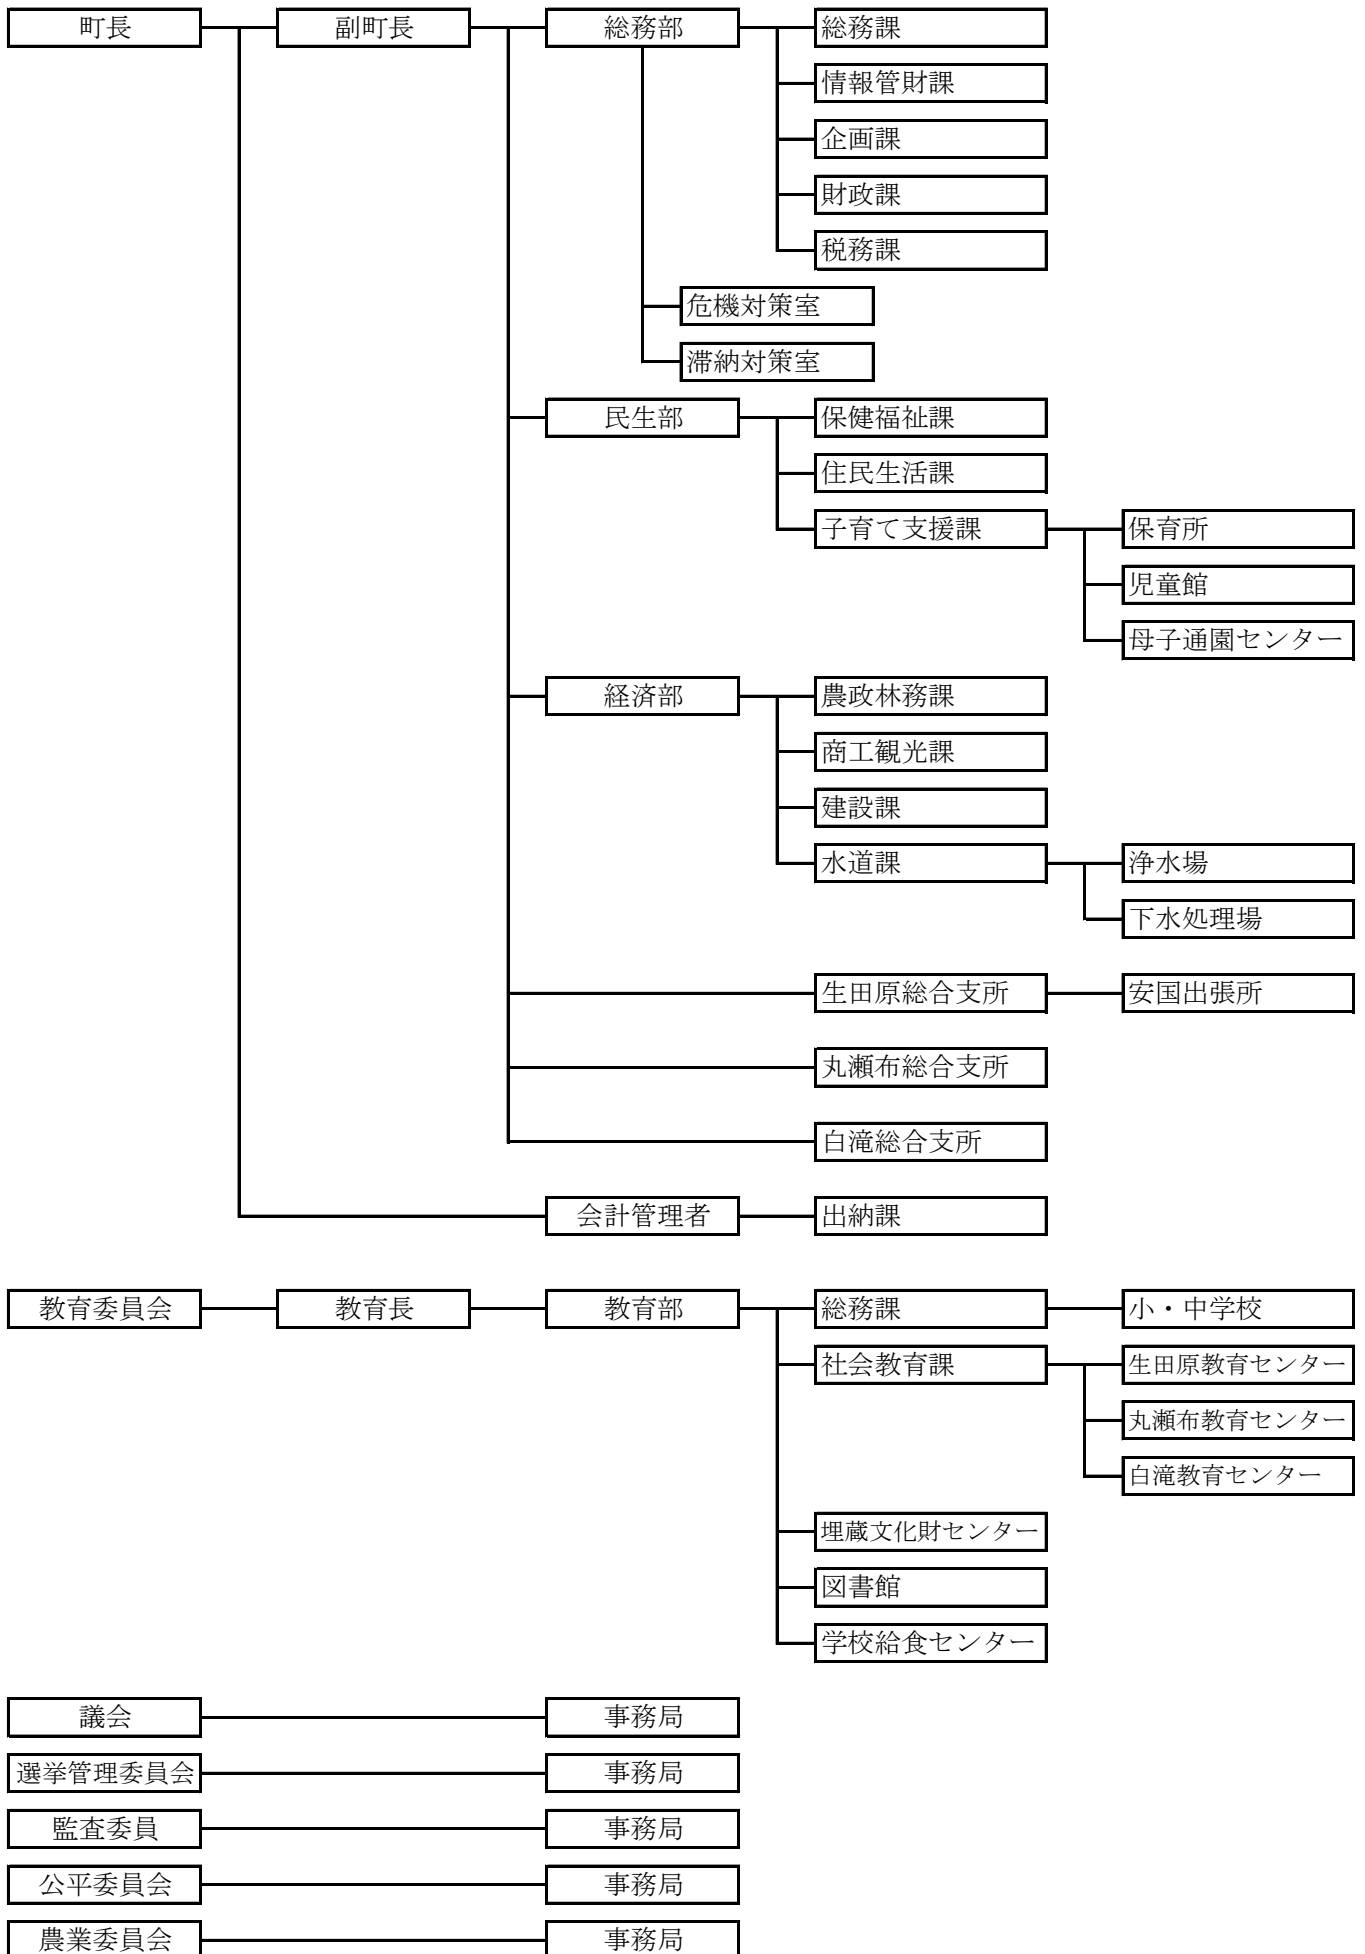 町長 副町長 総務部 総務課
情報管財課
企画課
財政課
税務課
危機対策室
滞納対策室
民生部 保健福祉課
住民生活課
子育て支援課 保育所
児童館
母子通園センター
経済部 農政林務課
商工観光課
建設課
水道課 浄水場
下水処理場
生田原総合支所 安国出張所
丸瀬布総合支所
白滝総合支所
会計管理者 出納課
教育委員会 教育長 教育部 総務課 小・中学校
社会教育課 生田原教育センター
丸瀬布教育センター
白滝教育センター
埋蔵文化財センター
図書館
学校給食センター
議会 事務局
選挙管理委員会 事務局
監査委員 事務局
公平委員会 事務局
農業委員会 事務局